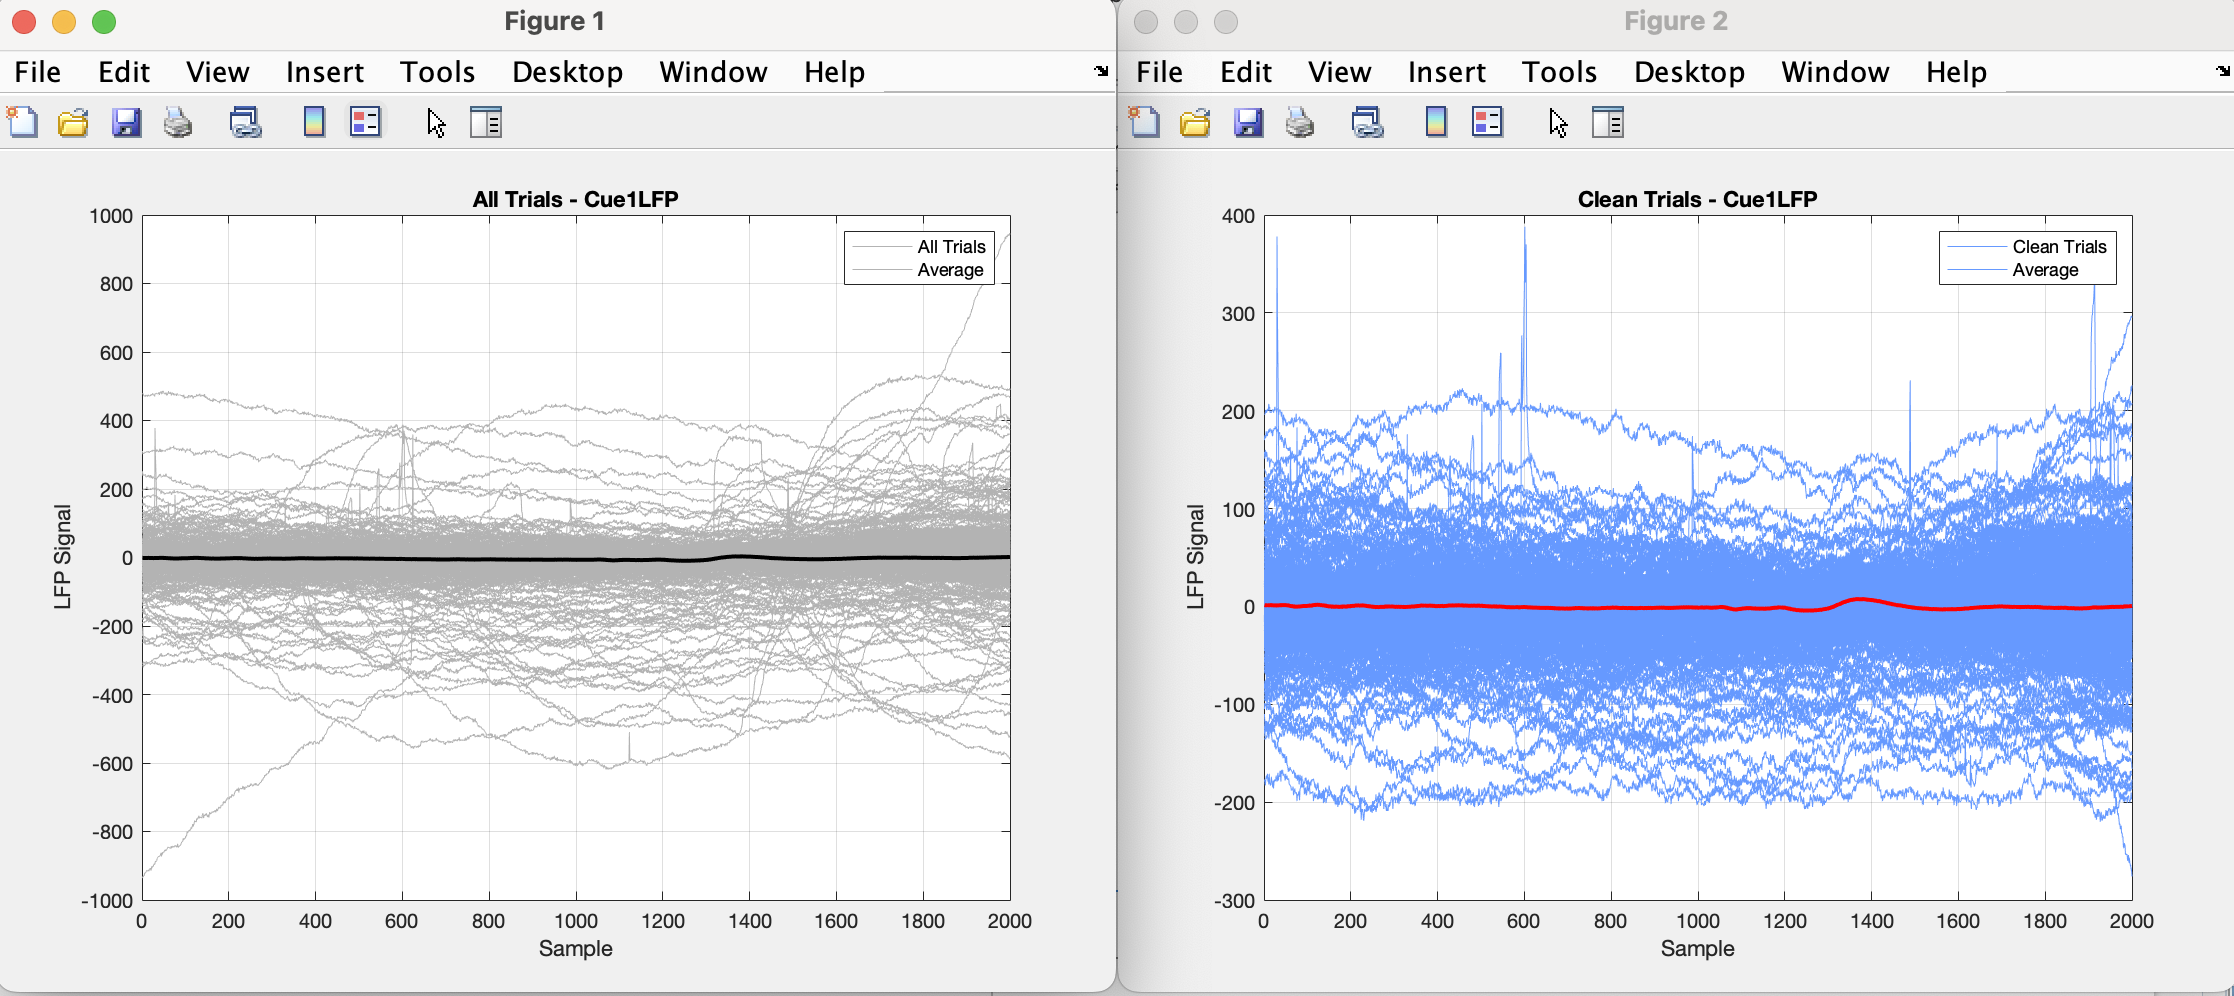 Figure 1
File Edit View Insert Tools Desktop Window Help
All Trials - Cue1LFP
All Trials
Average
1000
800
600
400
200
0
-200
-400
-600
-800
-1000
LFP Signal
0 200 400 600 800 1000 1200 1400 1600 1800 2000
Sample
Figure 2
File Edit View Insert Tools Desktop Window Help
Clean Trials - Cue1LFP
Clean Trials
Average
400
300
200
100
0
-100
-200
-300
LFP Signal
0 200 400 600 800 1000 1200 1400 1600 1800 2000
Sample